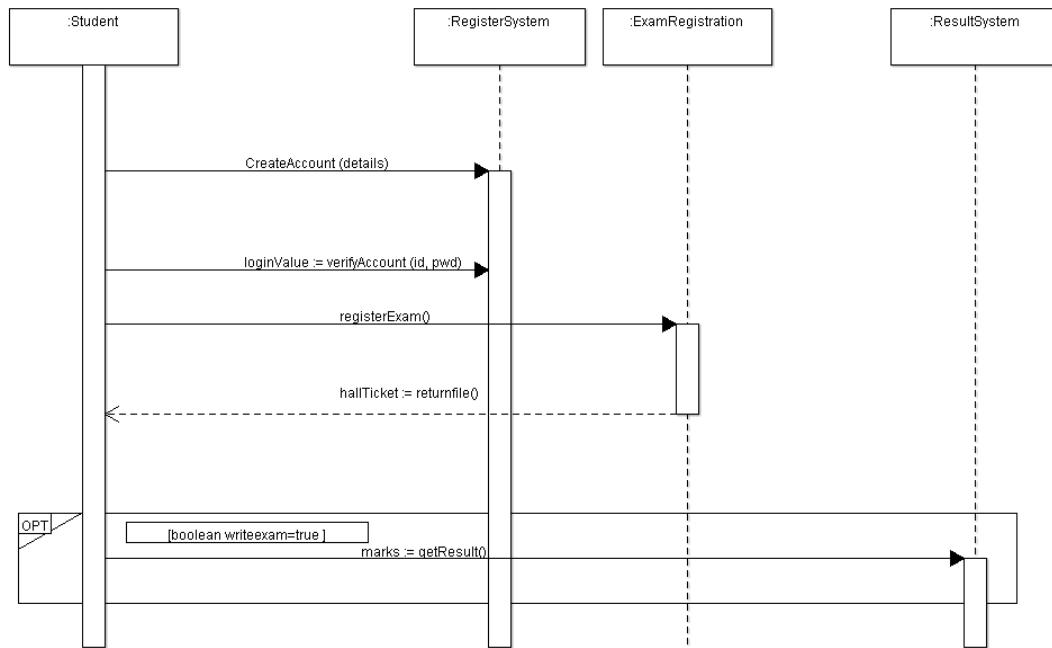 :Student
:RegisterSystem
:ExamRegistration
:ResultSystem
CreateAccount (details)
loginValue := verifyAccount (id, pwd)
registerExam()
hallTicket := returnfile()
OPT
[boolean writeexam=true ]
marks := getResult()